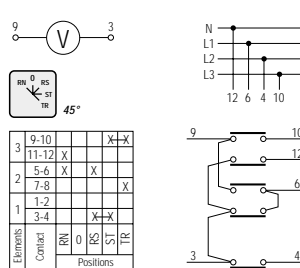 9 V 3
N
L1
L2
L3
12 6 4 10
RN 0 RS
ST
TR
45°
3 9-10 X X
11-12 X
2 5-6 X X
7-8 X
1 1-2
3-4 X X
Elements Contact RN 0 RS ST TR
Positions
9 10
12
6
3 4